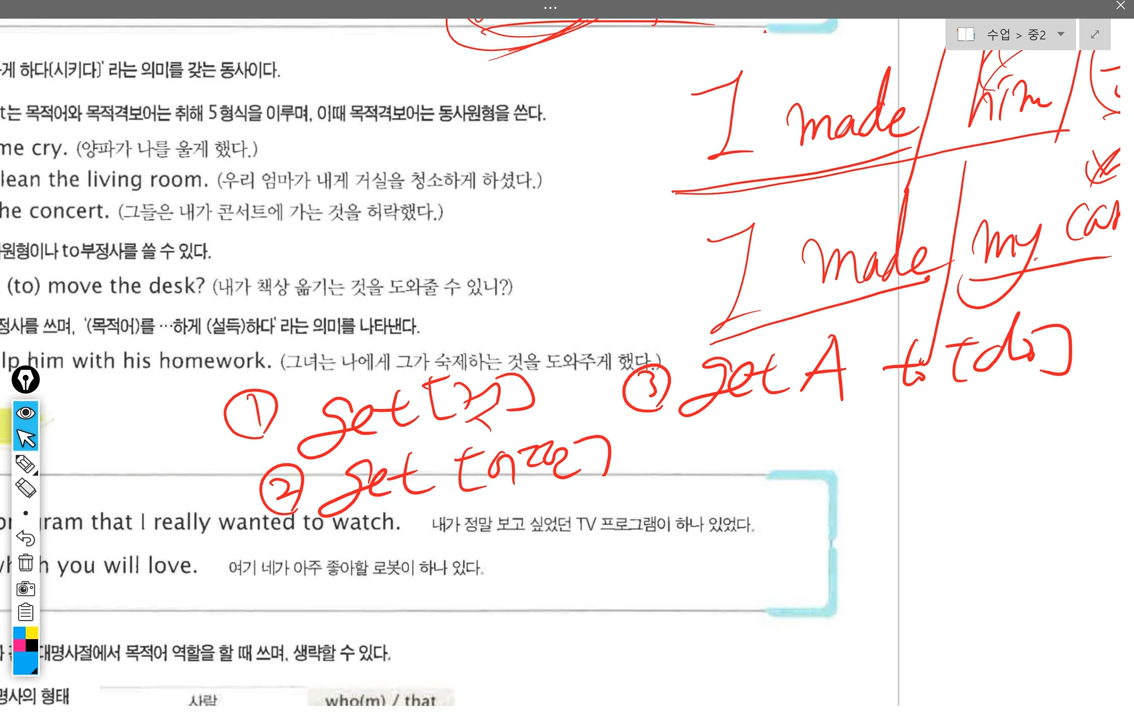 수업 > 중2
게 하다(시키다)' 라는 의미를 갖는 동사이다.
I made him
t는 목적어와 목적격보어는 취해 5형식을 이루며, 이때 목적격보어는 동사원형을 쓴다.
me cry. (양파가 나를 울게 했다.)
lean the living room. (우리 엄마가 내게 거실을 청소하게 하셨다.)
he concert. (그들은 내가 콘서트에 가는 것을 허락했다.)
I made my car
사원형이나 to부정사를 쓸 수 있다.
(to) move the desk? (내가 책상 옮기는 것을 도와줄 수 있니?)
정사를 쓰며, '(목적어)를 …하게 (설득)하다' 라는 의미를 나타낸다.
lp him with his homework. (그녀는 나에게 그가 숙제하는 것을 도와주게 했다.)
① get
③ get A to [do]
② get
ogram that I really wanted to watch. 내가 정말 보고 싶었던 TV 프로그램이 하나 있었다.
which you will love. 여기 네가 아주 좋아할 로봇이 하나 있다.
대명사절에서 목적어 역할을 할 때 쓰며, 생략할 수 있다.
명사의 형태
사람 who(m) / that